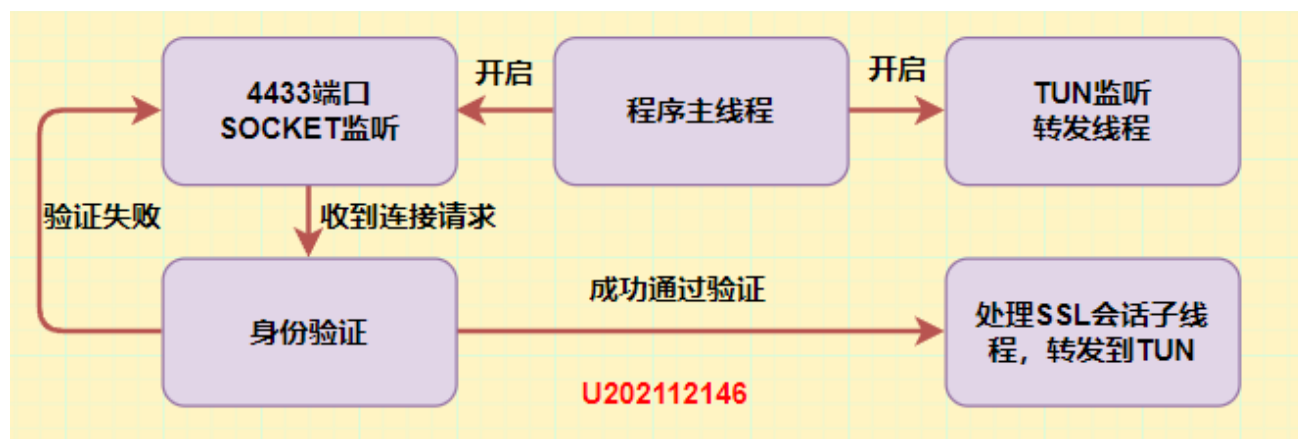 4433端口
SOCKET监听
开启
程序主线程
开启
TUN监听
转发线程
验证失败
收到连接请求
身份验证
成功通过验证
处理SSL会话子线
程，转发到TUN
U202112146